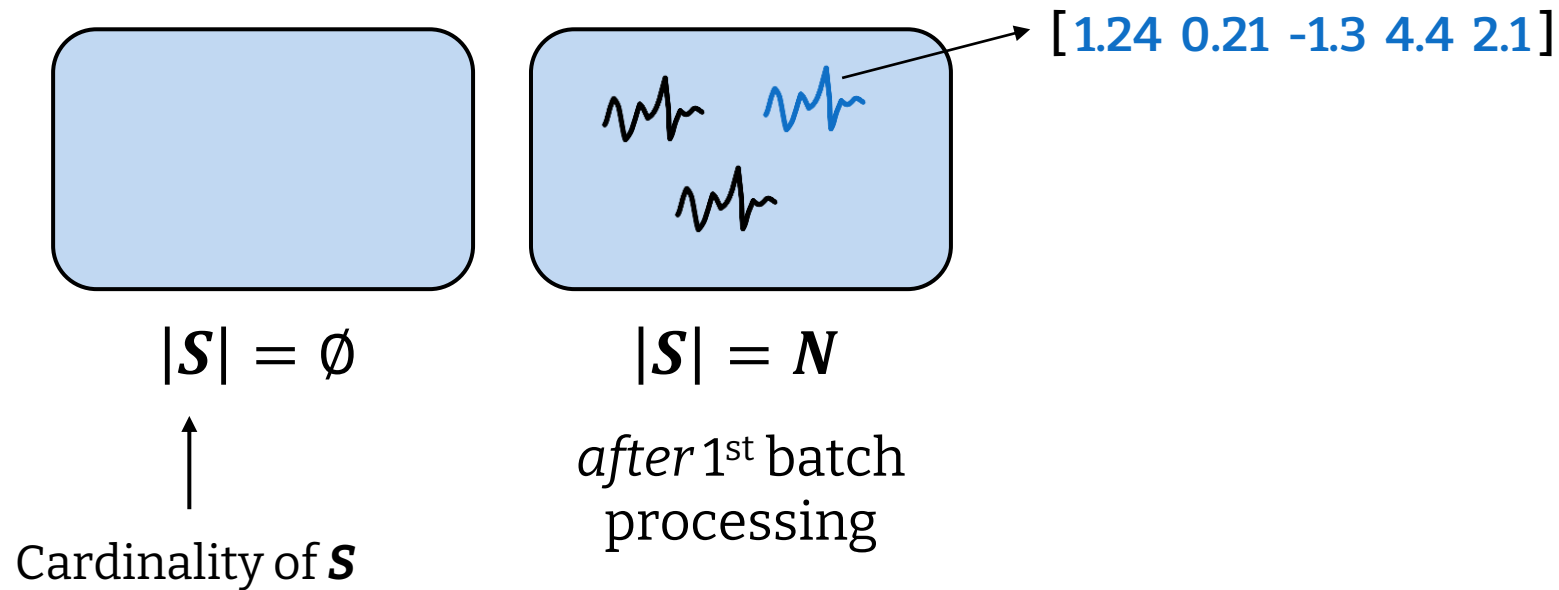 [1.24 0.21 -1.3 4.4 2.1]
|S| = ∅
|S| = N
after 1st batch
processing
Cardinality of S